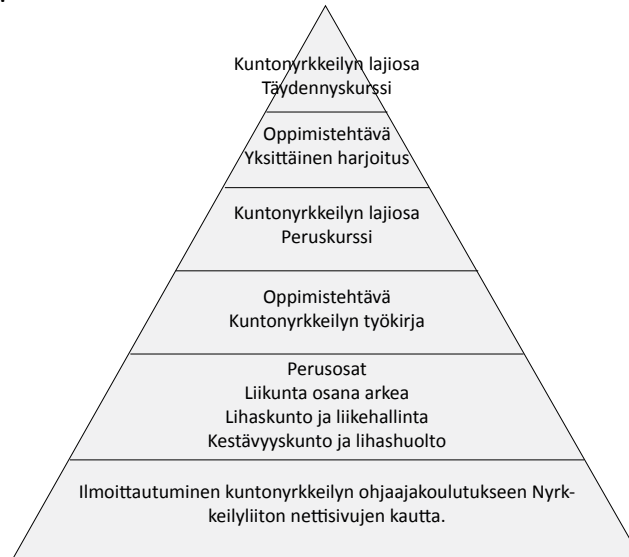 Kuntonyrkkeilyn lajiosa
Täydennyskurssi
Oppimistehtävä
Yksittäinen harjoitus
Kuntonyrkkeilyn lajiosa
Peruskurssi
Oppimistehtävä
Kuntonyrkkeilyn työkirja
Perusosat
Liikunta osana arkea
Lihaskunto ja liikehallinta
Kestävyyskunto ja lihashuolto
Ilmoittautuminen kuntonyrkkeilyn ohjaajakoulutukseen Nyrk-
keilyliiton nettisivujen kautta.